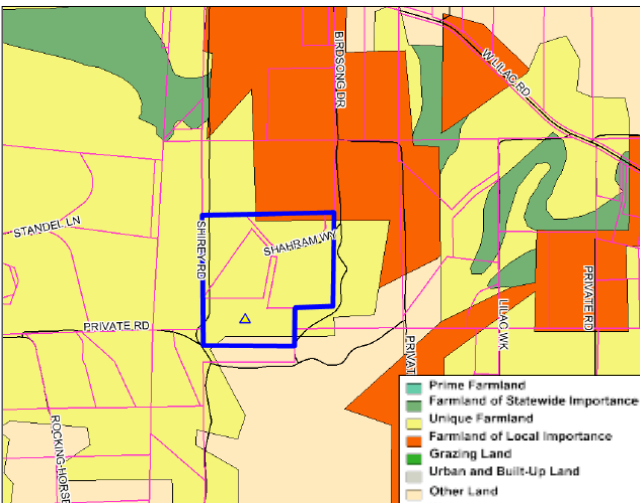 BIRDSONG DR
W LILAC RD
STANDEL LN
SHIREY RD
SHAHRAM WY
PRIVATE RD
PRIVATE RD
LILAC WK
PRIVAT
ROCKING HORSE
Prime Farmland
Farmland of Statewide Importance
Unique Farmland
Farmland of Local Importance
Grazing Land
Urban and Built-Up Land
Other Land